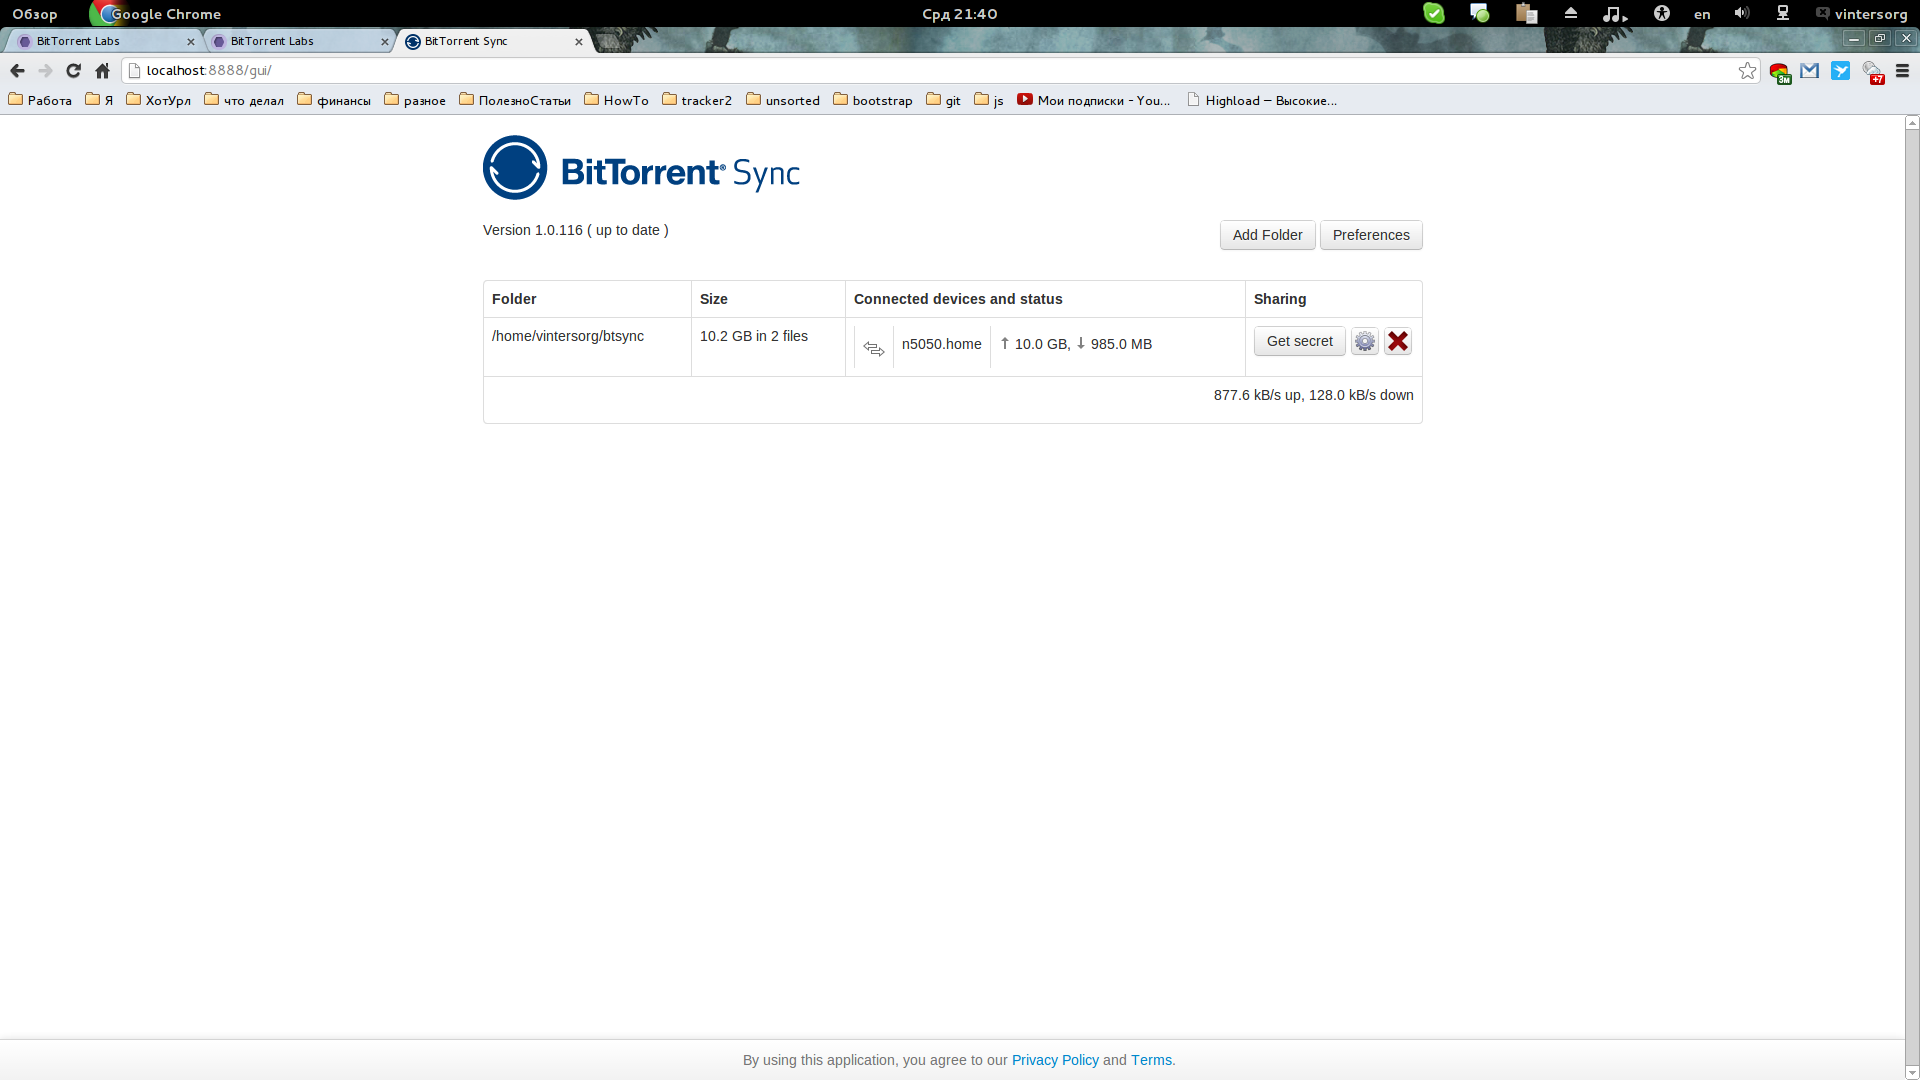 Обзор Google Chrome Срд 21:40 en vintersorg
BitTorrent Labs BitTorrent Labs BitTorrent Sync
localhost:8888/gui/ 3м +7
Работа Я ХотУрл что делал финансы разное ПолезноСтатьи HowTo tracker2 unsorted bootstrap git js Мои подписки - You... Highload — Высокие...
BitTorrent® Sync
Version 1.0.116 ( up to date ) Add Folder Preferences
Folder Size Connected devices and status Sharing
/home/vintersorg/btsync 10.2 GB in 2 files n5050.home ↑ 10.0 GB, ↓ 985.0 MB Get secret
877.6 kB/s up, 128.0 kB/s down
By using this application, you agree to our Privacy Policy and Terms.